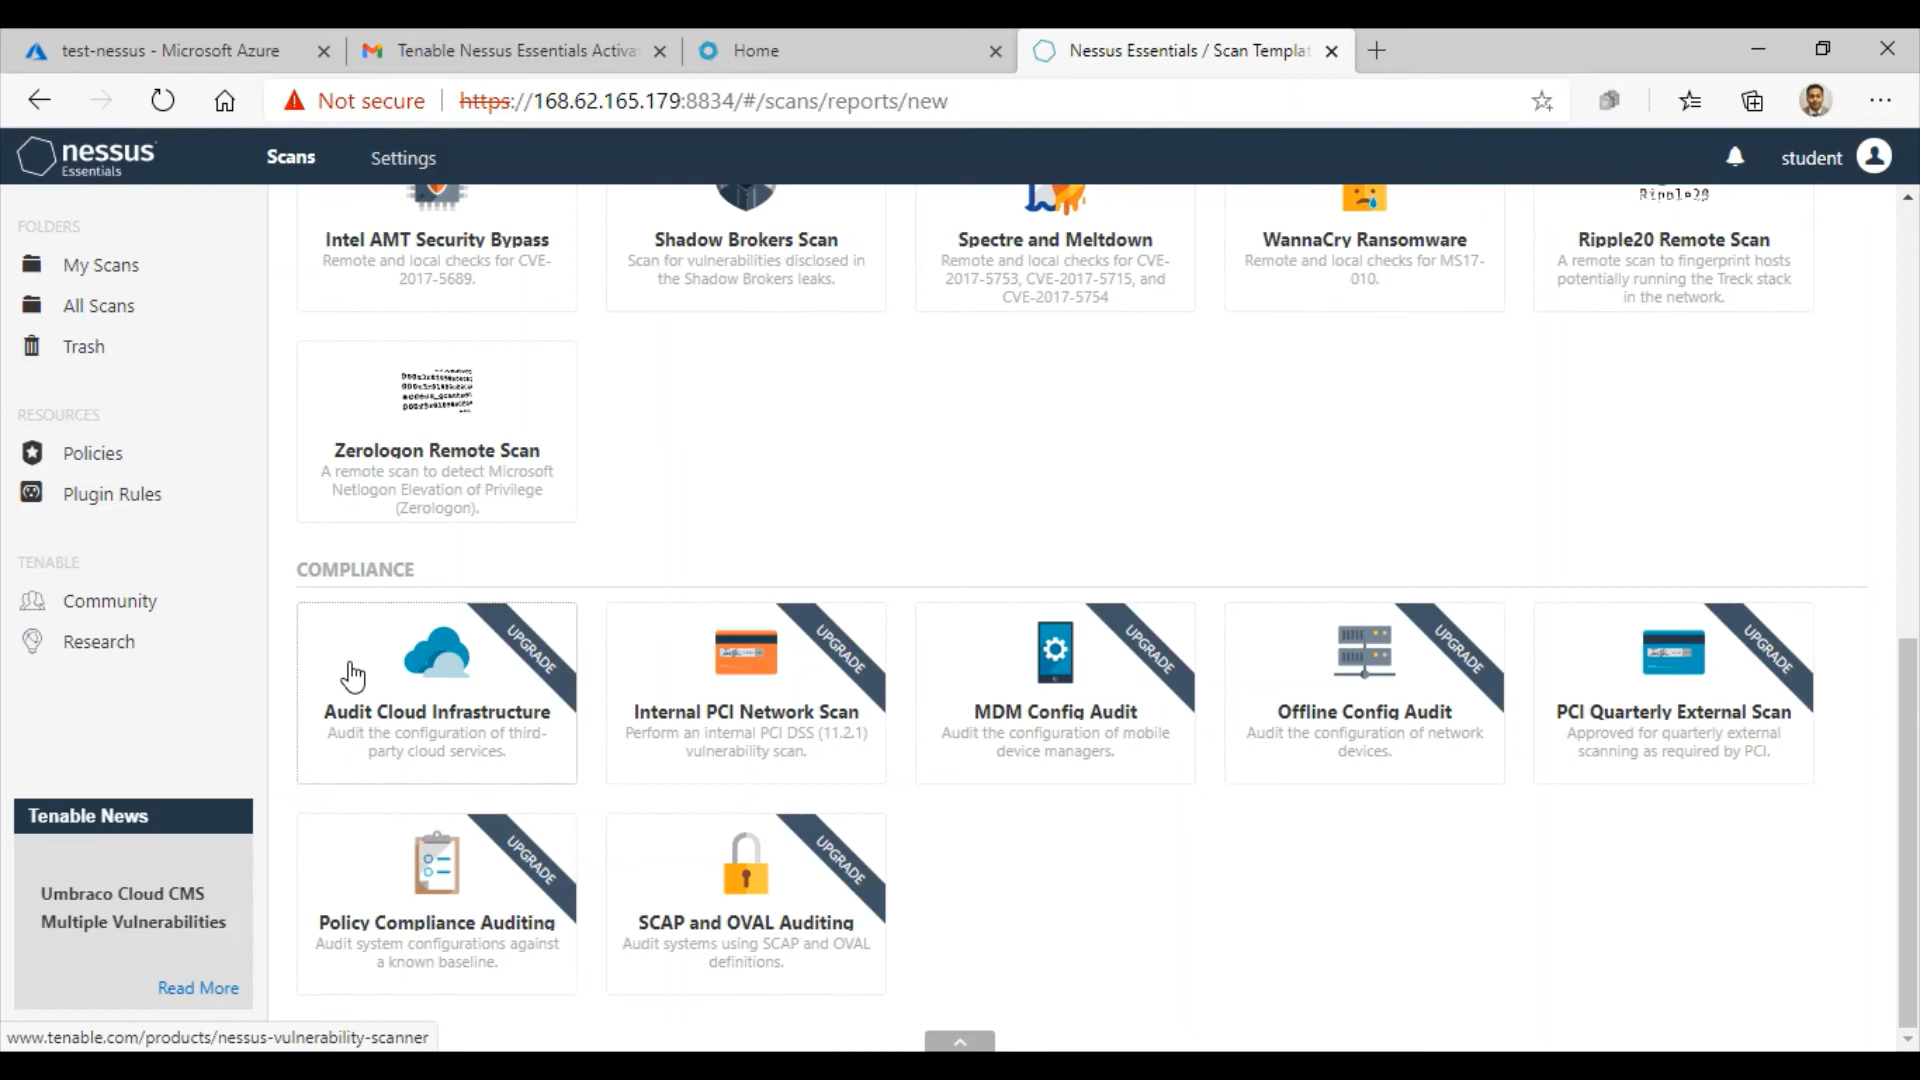 test-nessus - Microsoft Azure
Tenable Nessus Essentials Activa
Home
Nessus Essentials / Scan Templat
Not secure
https://168.62.165.179:8834/#/scans/reports/new
nessus
Essentials
Scans
Settings
student
FOLDERS
My Scans
All Scans
Trash
RESOURCES
Policies
Plugin Rules
TENABLE
Community
Research
Tenable News
Umbraco Cloud CMS
Multiple Vulnerabilities
Read More
Intel AMT Security Bypass
Remote and local checks for CVE-
2017-5689.
Shadow Brokers Scan
Scan for vulnerabilities disclosed in
the Shadow Brokers leaks.
Spectre and Meltdown
Remote and local checks for CVE-
2017-5753, CVE-2017-5715, and
CVE-2017-5754
WannaCry Ransomware
Remote and local checks for MS17-
010.
Ripple20
Ripple20 Remote Scan
A remote scan to fingerprint hosts
potentially running the Treck stack
in the network.
Zerologon Remote Scan
A remote scan to detect Microsoft
Netlogon Elevation of Privilege
(Zerologon).
COMPLIANCE
UPGRADE
Audit Cloud Infrastructure
Audit the configuration of third-
party cloud services.
UPGRADE
Internal PCI Network Scan
Perform an internal PCI DSS (11.2.1)
vulnerability scan.
UPGRADE
MDM Config Audit
Audit the configuration of mobile
device managers.
UPGRADE
Offline Config Audit
Audit the configuration of network
devices.
UPGRADE
PCI Quarterly External Scan
Approved for quarterly external
scanning as required by PCI.
UPGRADE
Policy Compliance Auditing
Audit system configurations against
a known baseline.
UPGRADE
SCAP and OVAL Auditing
Audit systems using SCAP and OVAL
definitions.
www.tenable.com/products/nessus-vulnerability-scanner